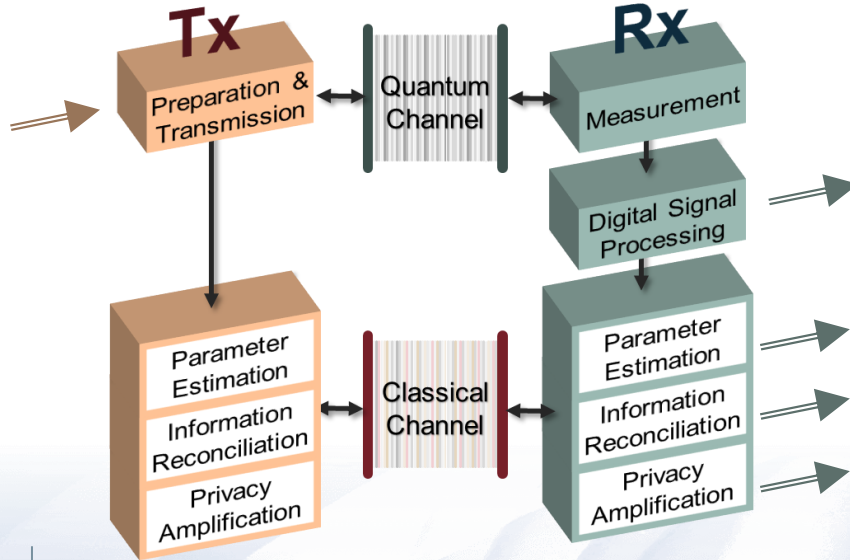 Tx
Rx
Preparation &
Transmission
Quantum
Channel
Measurement
Digital Signal
Processing
Parameter
Estimation
Information
Reconciliation
Privacy
Amplification
Classical
Channel
Parameter
Estimation
Information
Reconciliation
Privacy
Amplification